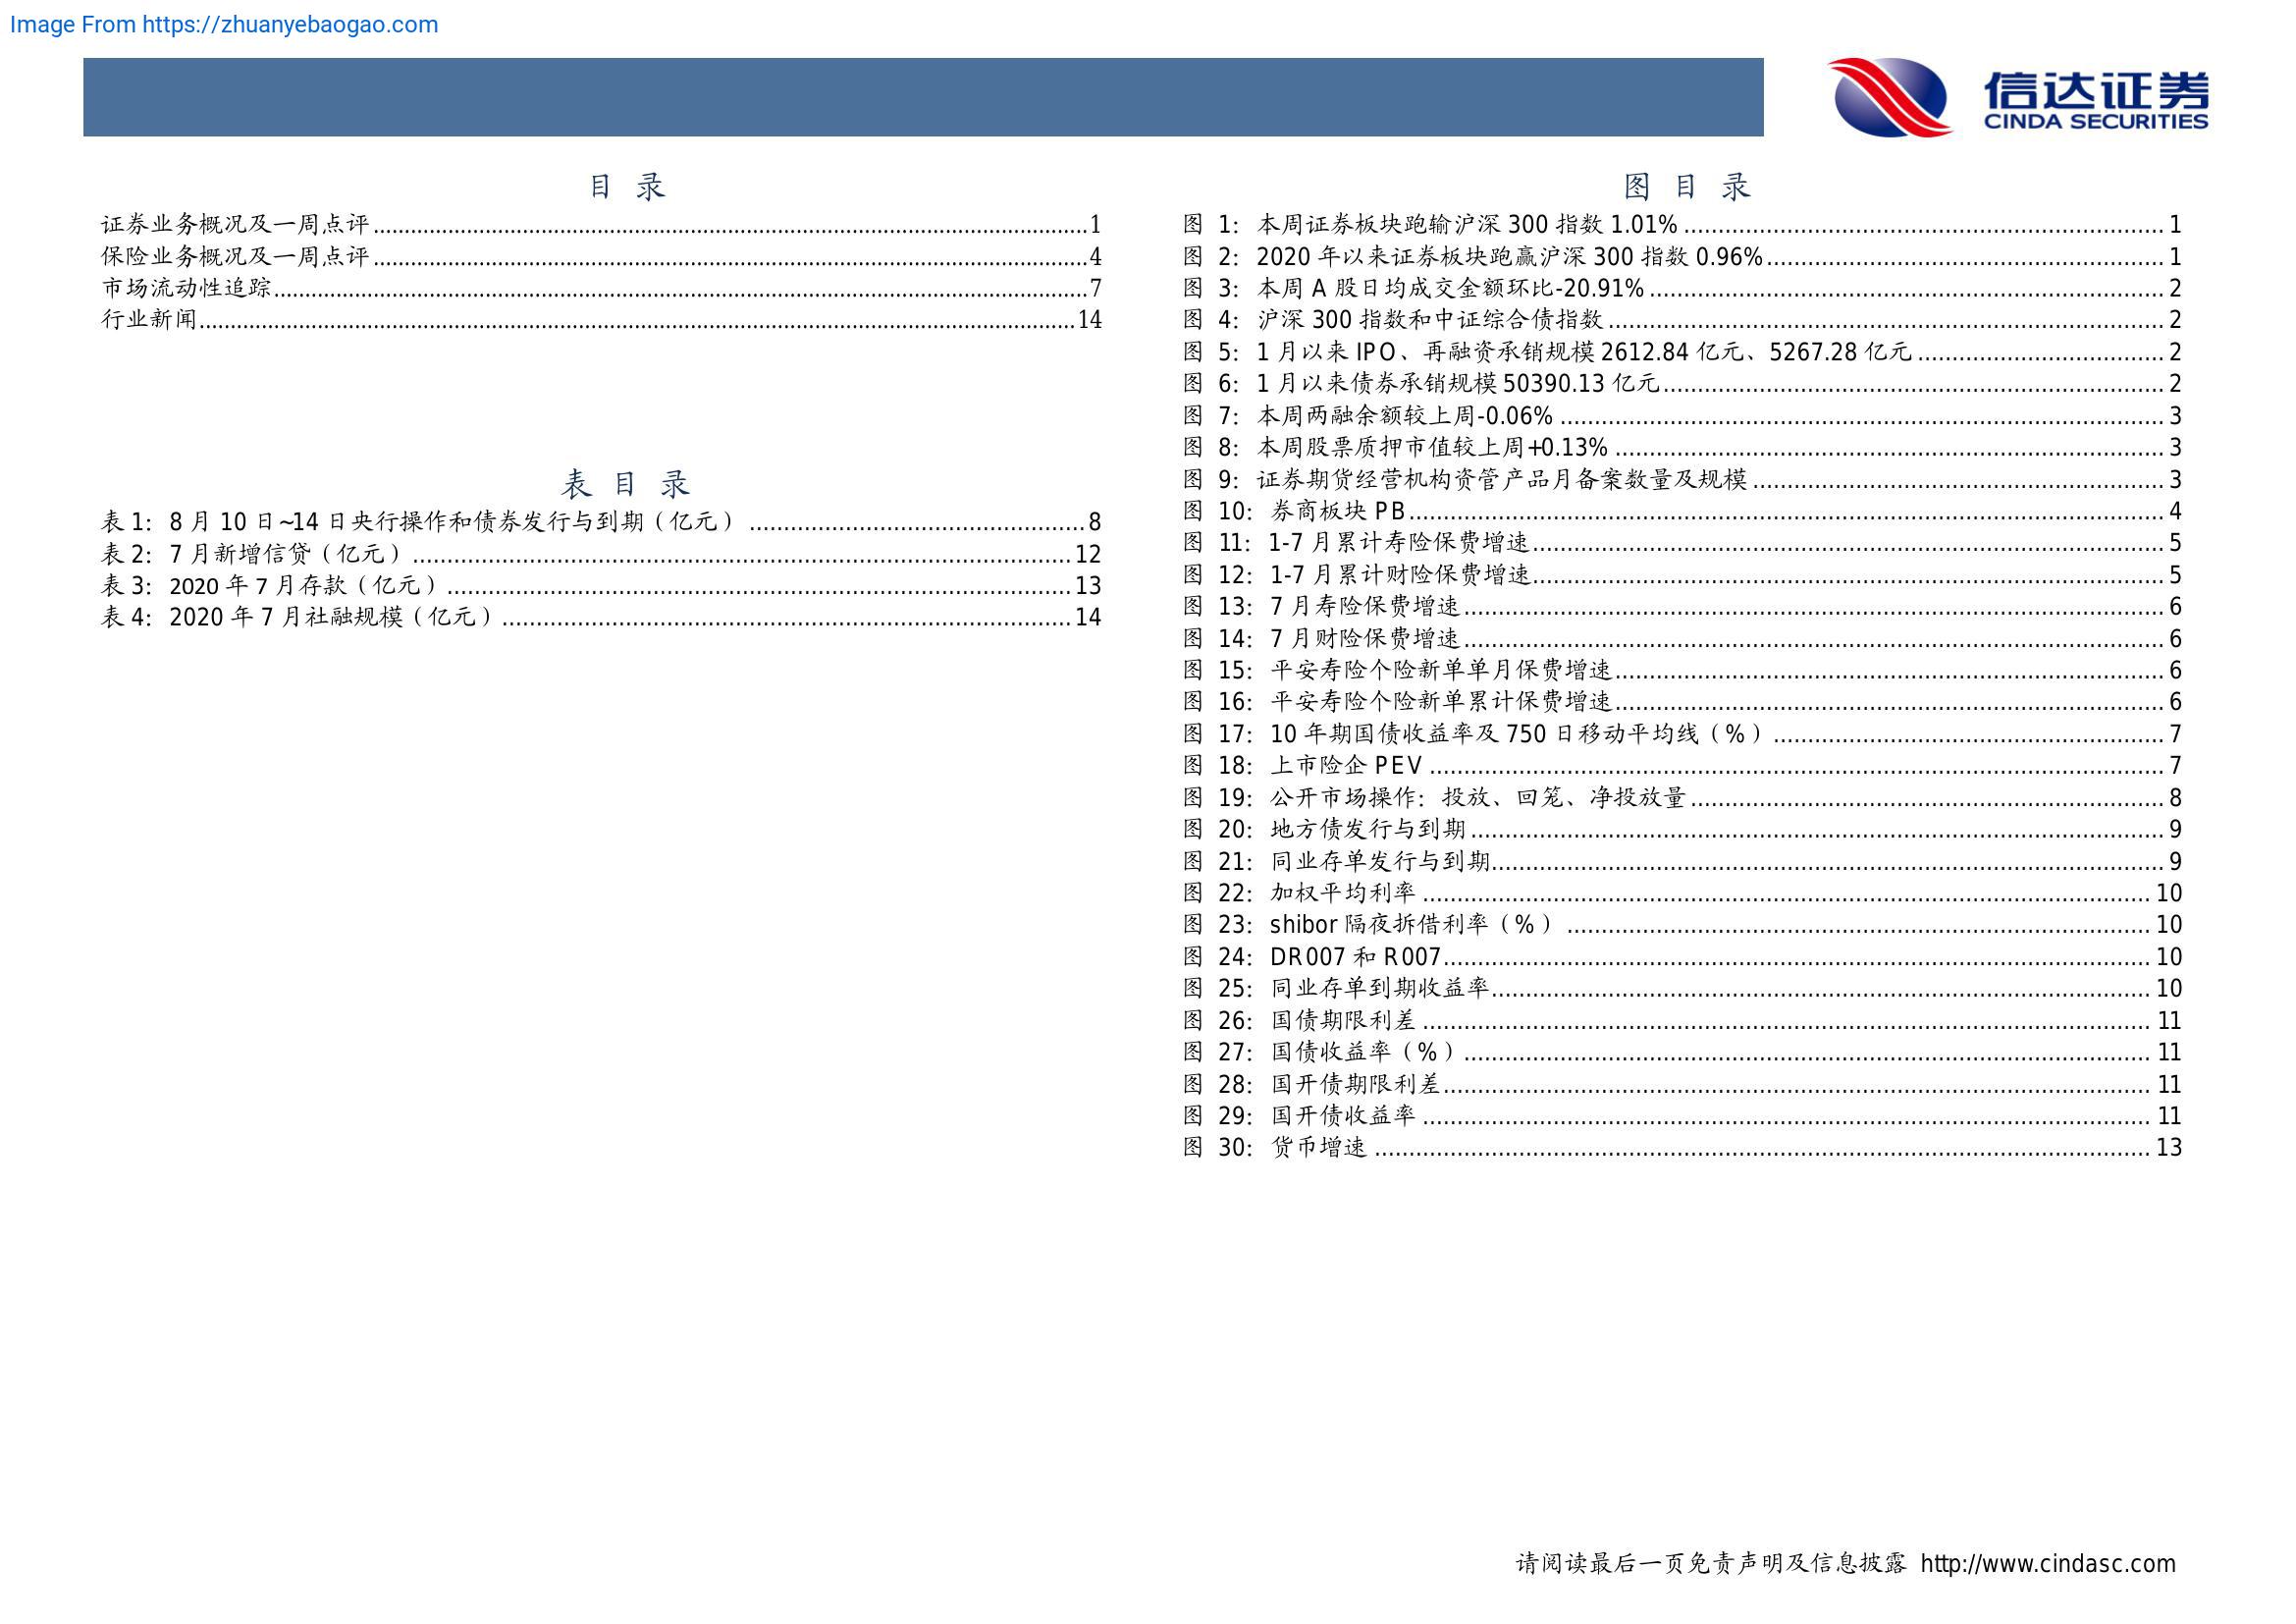 Image From https://zhuanyebaogao.com
信达证券
CINDA SECURITIES
目 录
证券业务概况及一周点评 1
保险业务概况及一周点评 4
市场流动性追踪 7
行业新闻 14
表 目 录
表 1: 8 月 10 日~14 日央行操作和债券发行与到期（亿元） 8
表 2: 7 月新增信贷（亿元） 12
表 3: 2020 年 7 月存款（亿元） 13
表 4: 2020 年 7 月社融规模（亿元） 14
图 目 录
图 1: 本周证券板块跑输沪深 300 指数 1.01% 1
图 2: 2020 年以来证券板块跑赢沪深 300 指数 0.96% 1
图 3: 本周 A 股日均成交金额环比-20.91% 2
图 4: 沪深 300 指数和中证综合债指数 2
图 5: 1 月以来 IPO、再融资承销规模 2612.84 亿元、5267.28 亿元 2
图 6: 1 月以来债券承销规模 50390.13 亿元 2
图 7: 本周两融余额较上周-0.06% 3
图 8: 本周股票质押市值较上周+0.13% 3
图 9: 证券期货经营机构资管产品月备案数量及规模 3
图 10: 券商板块 PB 4
图 11: 1-7 月累计寿险保费增速 5
图 12: 1-7 月累计财险保费增速 5
图 13: 7 月寿险保费增速 6
图 14: 7 月财险保费增速 6
图 15: 平安寿险个险新单单月保费增速 6
图 16: 平安寿险个险新单累计保费增速 6
图 17: 10 年期国债收益率及 750 日移动平均线（%） 7
图 18: 上市险企 PEV 7
图 19: 公开市场操作：投放、回笼、净投放量 8
图 20: 地方债发行与到期 9
图 21: 同业存单发行与到期 9
图 22: 加权平均利率 10
图 23: shibor 隔夜拆借利率（%） 10
图 24: DR007 和 R007 10
图 25: 同业存单到期收益率 10
图 26: 国债期限利差 11
图 27: 国债收益率（%） 11
图 28: 国开债期限利差 11
图 29: 国开债收益率 11
图 30: 货币增速 13
请阅读最后一页免责声明及信息披露 http://www.cindasc.com